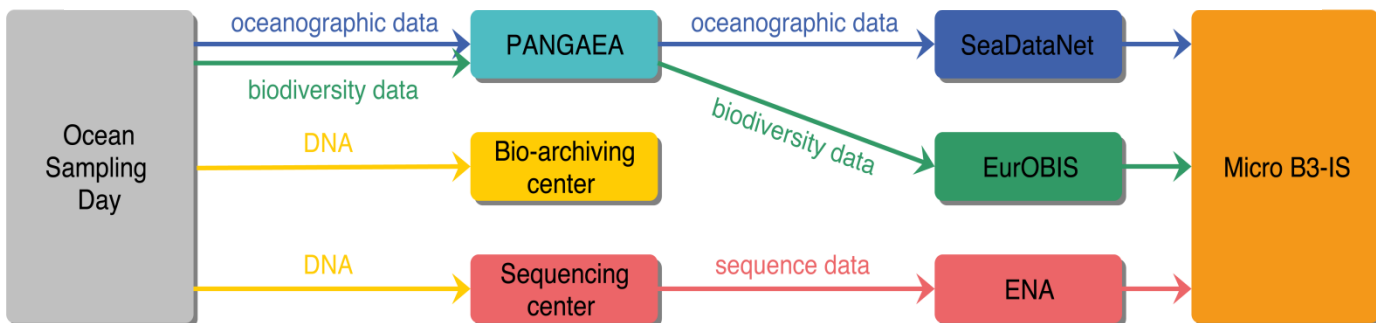 oceanographic data
oceanographic data
PANGAEA
SeaDataNet
biodiversity data
biodiversity data
Ocean
Sampling
Day
DNA
Bio-archiving
center
EurOBIS
Micro B3-IS
DNA
Sequencing
center
sequence data
ENA